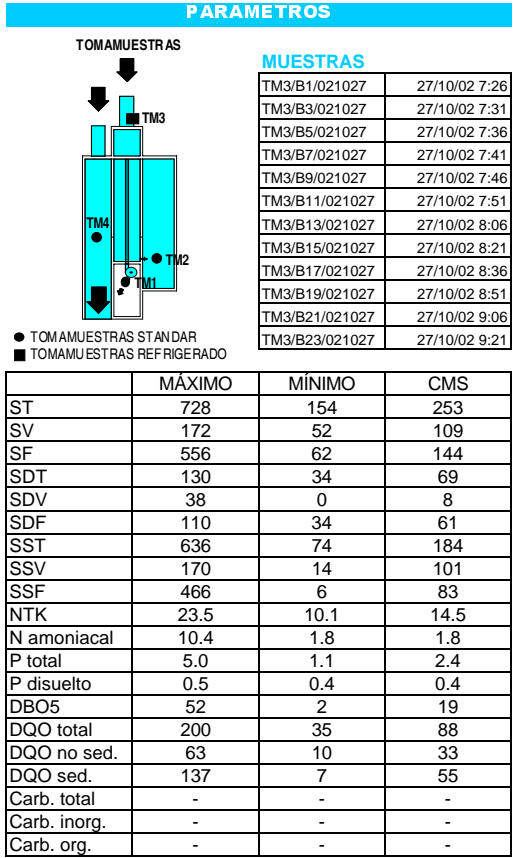 PARAMETROS
TOMAMUESTRAS
TM3
TM4
TM2
TM1
TOMAMUESTRAS STANDAR
TOMAMUESTRAS REFRIGERADO
MUESTRAS
TM3/B1/021027 27/10/02 7:26
TM3/B3/021027 27/10/02 7:31
TM3/B5/021027 27/10/02 7:36
TM3/B7/021027 27/10/02 7:41
TM3/B9/021027 27/10/02 7:46
TM3/B11/021027 27/10/02 7:51
TM3/B13/021027 27/10/02 8:06
TM3/B15/021027 27/10/02 8:21
TM3/B17/021027 27/10/02 8:36
TM3/B19/021027 27/10/02 8:51
TM3/B21/021027 27/10/02 9:06
TM3/B23/021027 27/10/02 9:21
MÁXIMO MÍNIMO CMS
ST 728 154 253
SV 172 52 109
SF 556 62 144
SDT 130 34 69
SDV 38 0 8
SDF 110 34 61
SST 636 74 184
SSV 170 14 101
SSF 466 6 83
NTK 23.5 10.1 14.5
N amoniacal 10.4 1.8 1.8
P total 5.0 1.1 2.4
P disuelto 0.5 0.4 0.4
DBO5 52 2 19
DQO total 200 35 88
DQO no sed. 63 10 33
DQO sed. 137 7 55
Carb. total - - -
Carb. inorg. - - -
Carb. org. - - -